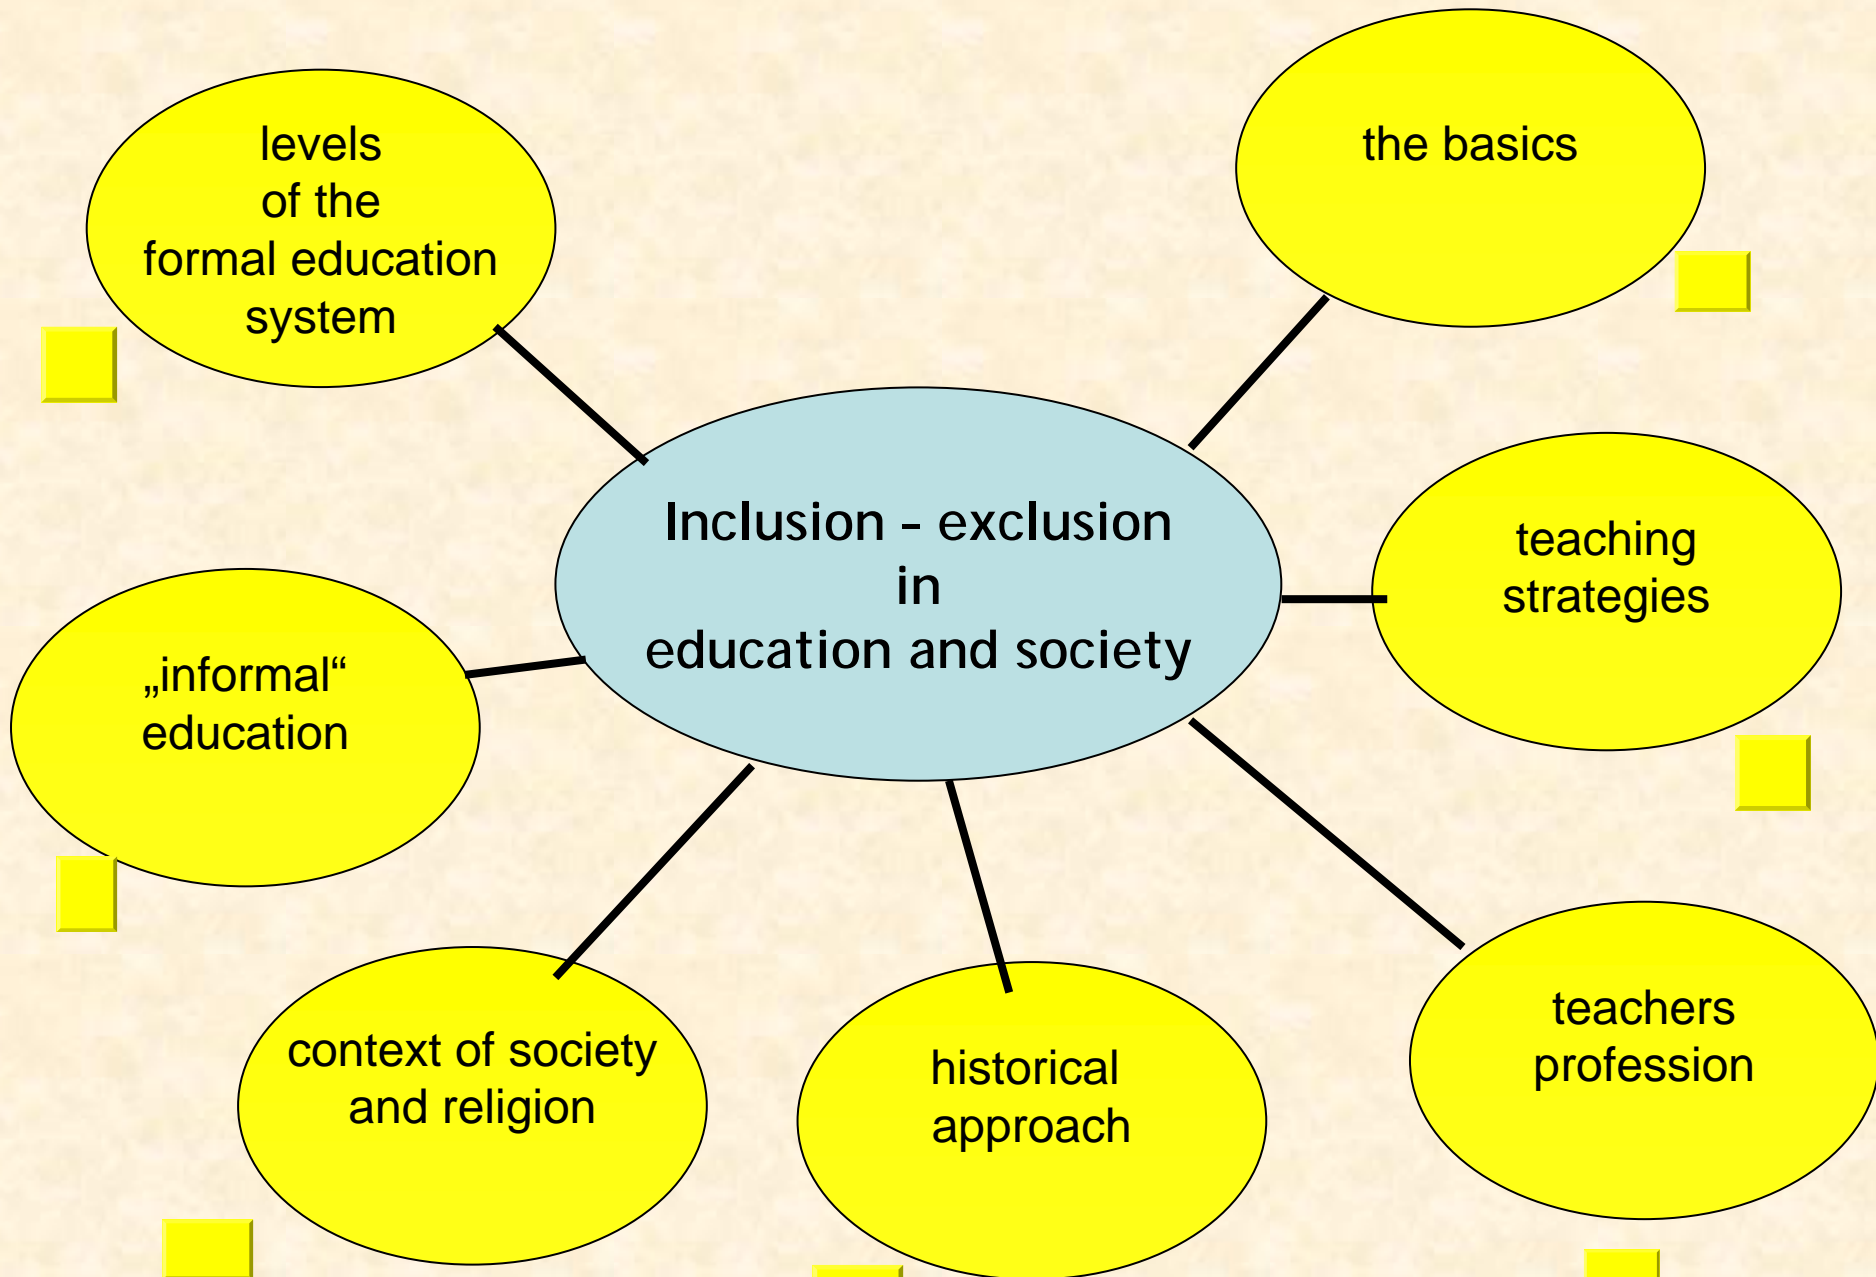 levels
of the
formal education
system
the basics
Inclusion - exclusion
in
education and society
teaching
strategies
„informal“
education
context of society
and religion
historical
approach
teachers
profession